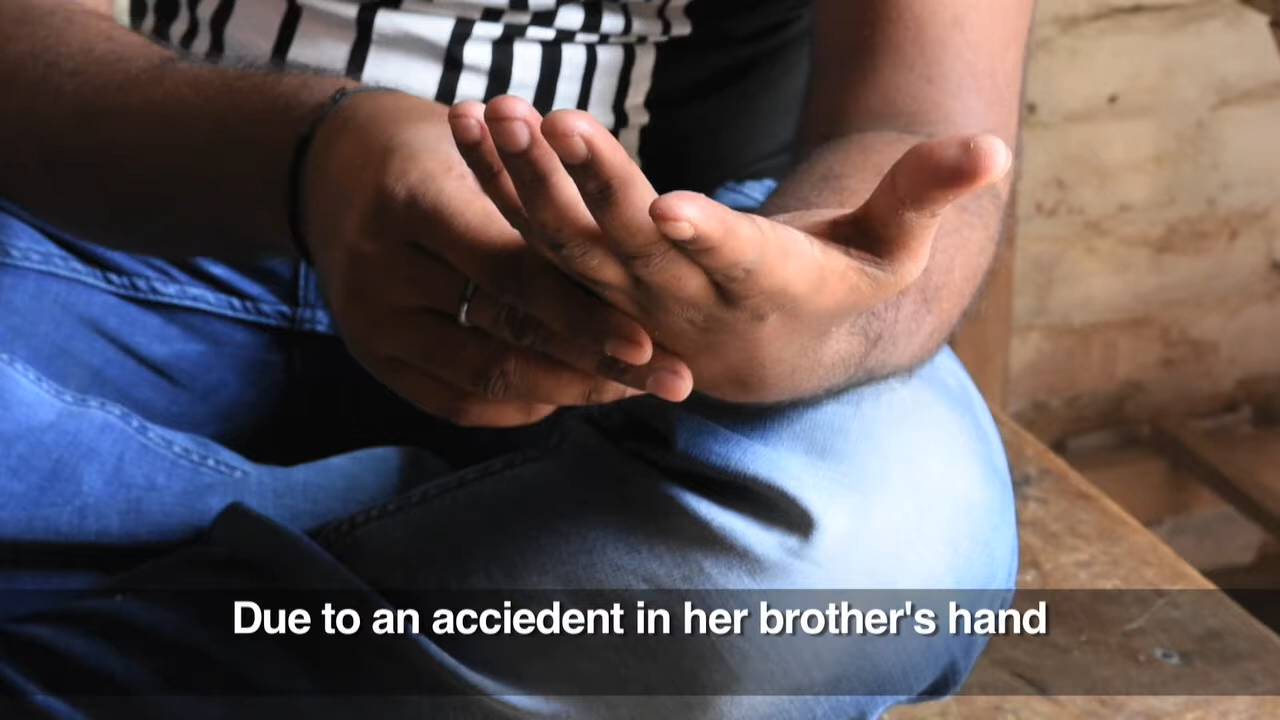 Due to an acciedent in her brother's hand